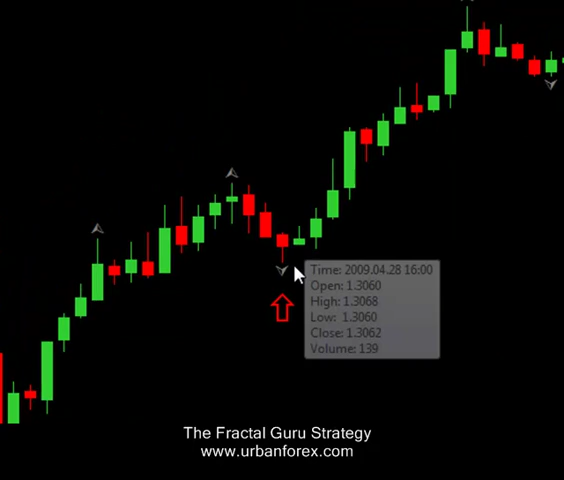 Time: 2009.04.28 16:00
Open: 1.3060
High: 1.3068
Low: 1.3060
Close: 1.3062
Volume: 139
The Fractal Guru Strategy
www.urbanforex.com